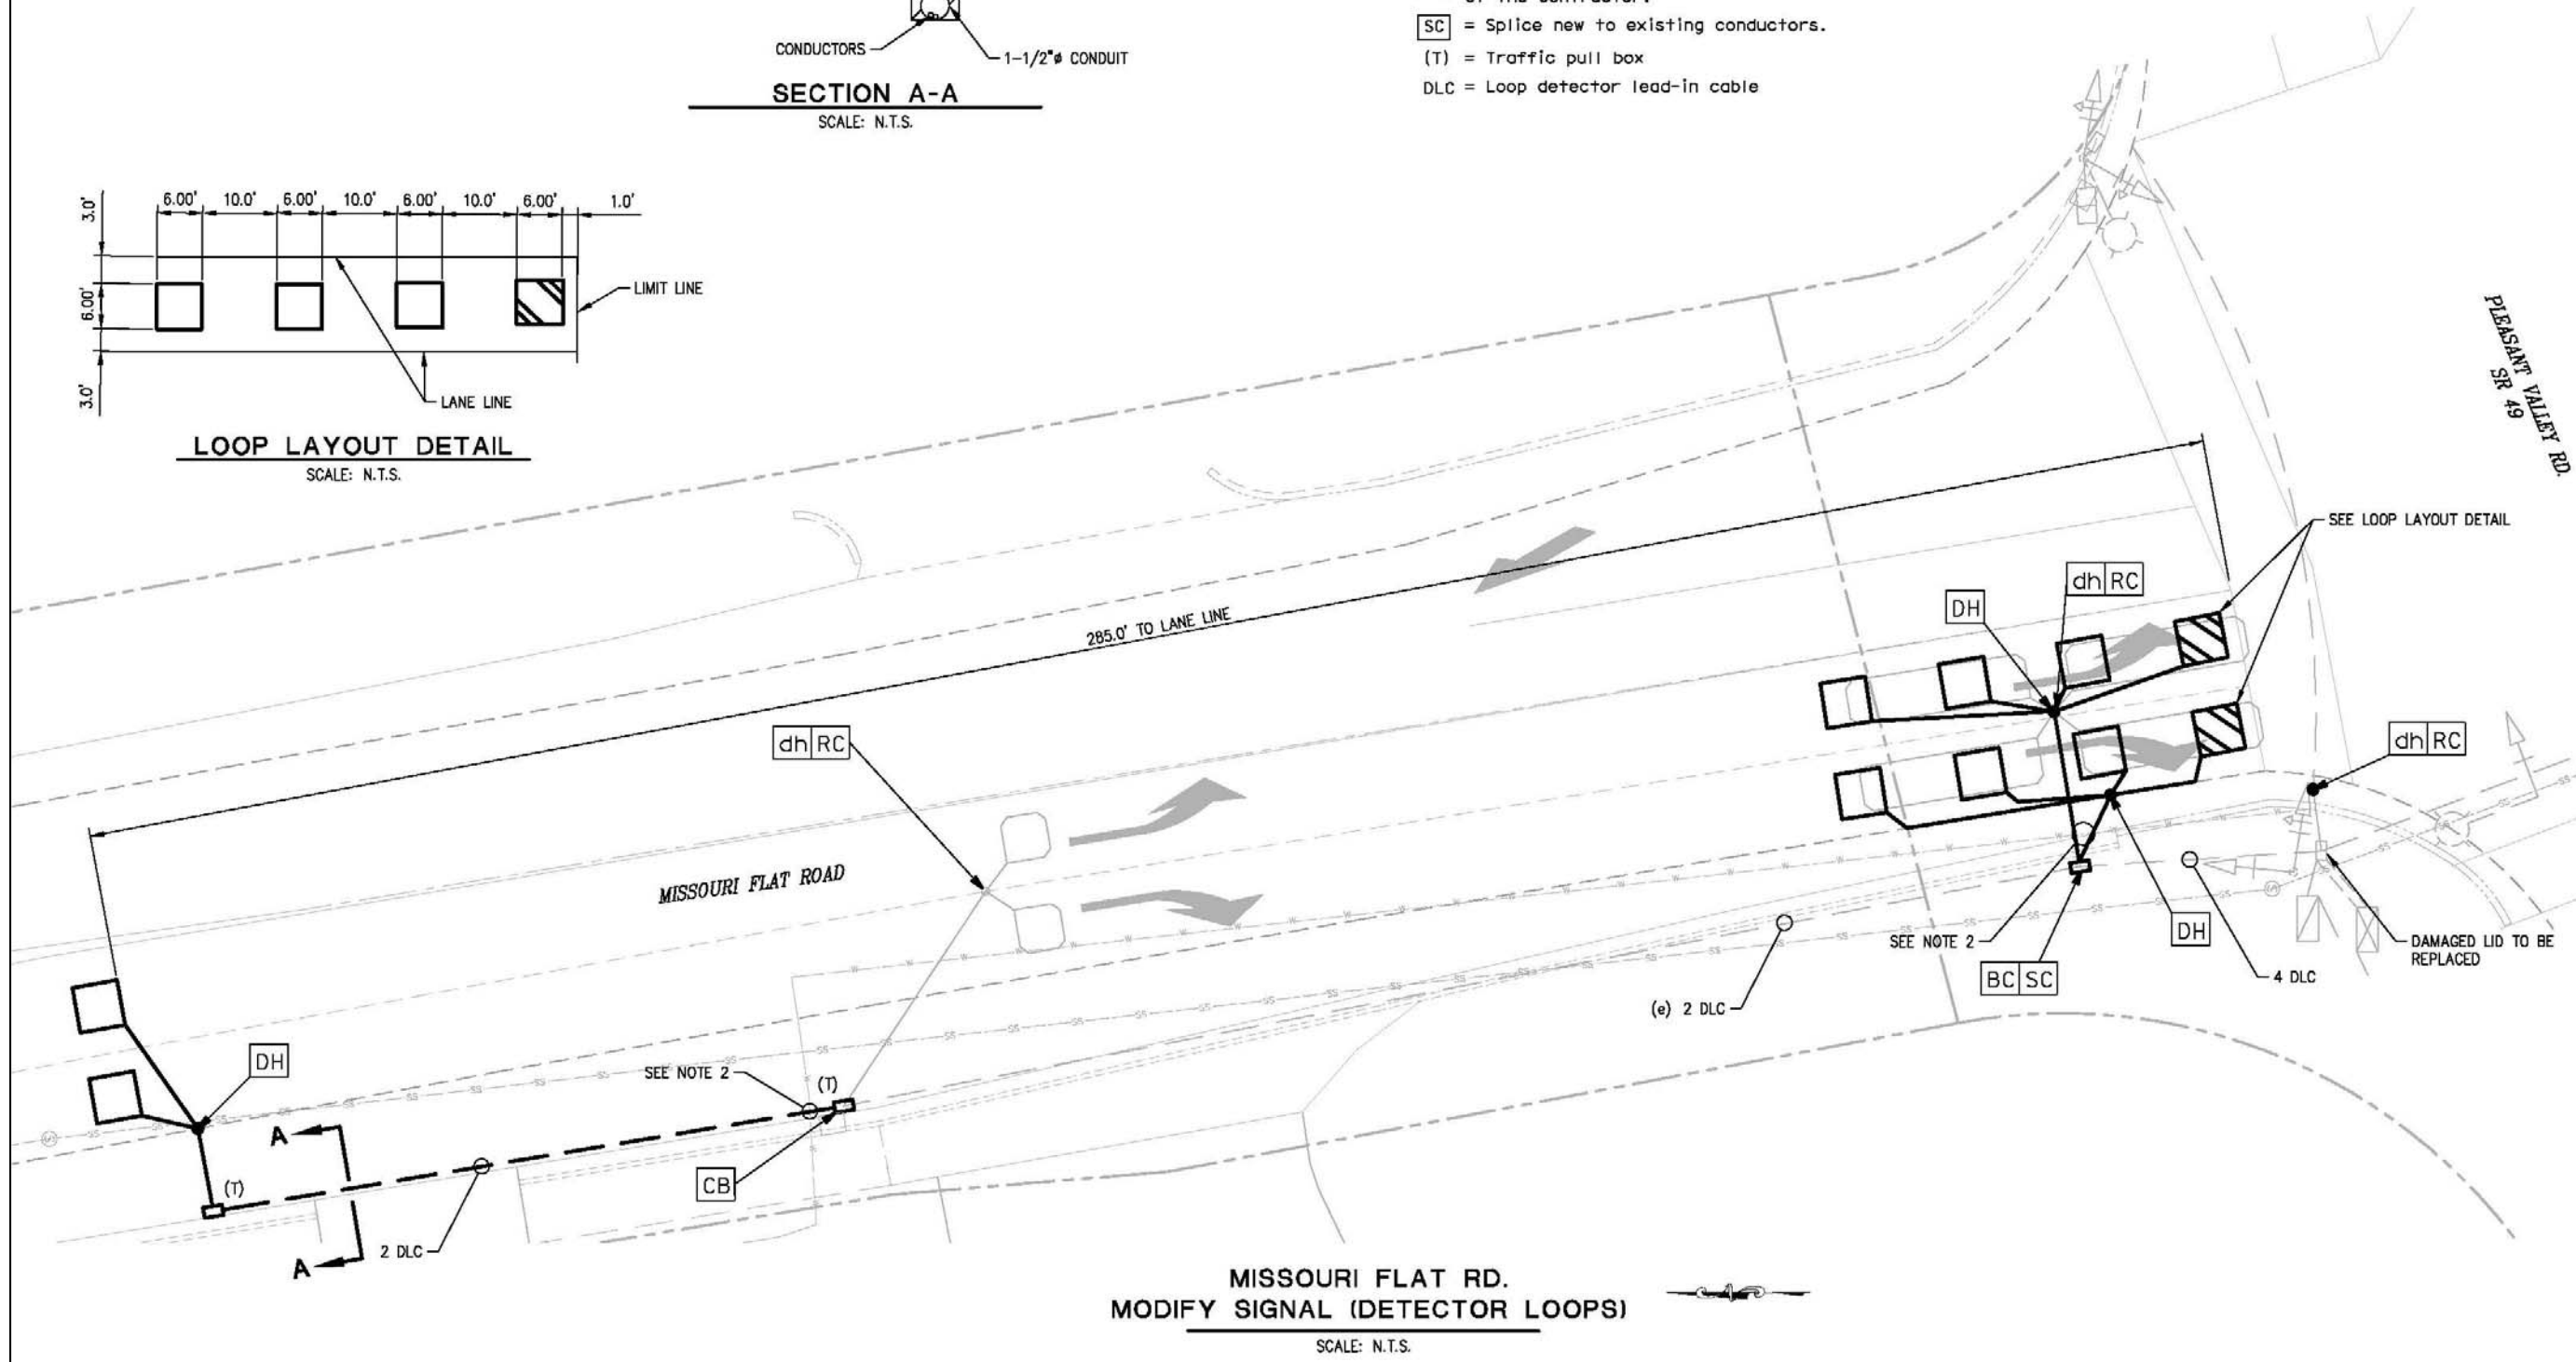 of the contractor.
SC = Splice new to existing conductors.
(T) = Traffic pull box
DLC = Loop detector lead-in cable
CONDUCTORS
1-1/2"ø CONDUIT
SECTION A-A
SCALE: N.T.S.
3.0'
6.00'
10.0'
6.00'
10.0'
6.00'
10.0'
6.00'
1.0'
6.00'
3.0'
LIMIT LINE
LANE LINE
LOOP LAYOUT DETAIL
SCALE: N.T.S.
PLEASANT VALLEY RD.
SR 49
SEE LOOP LAYOUT DETAIL
dh RC
DH
285.0' TO LANE LINE
dh RC
dh RC
MISSOURI FLAT ROAD
SEE NOTE 2
DH
DAMAGED LID TO BE
REPLACED
BC SC
4 DLC
(e) 2 DLC
DH
SEE NOTE 2
(T)
A
(T)
CB
A
2 DLC
MISSOURI FLAT RD.
MODIFY SIGNAL (DETECTOR LOOPS)
SCALE: N.T.S.